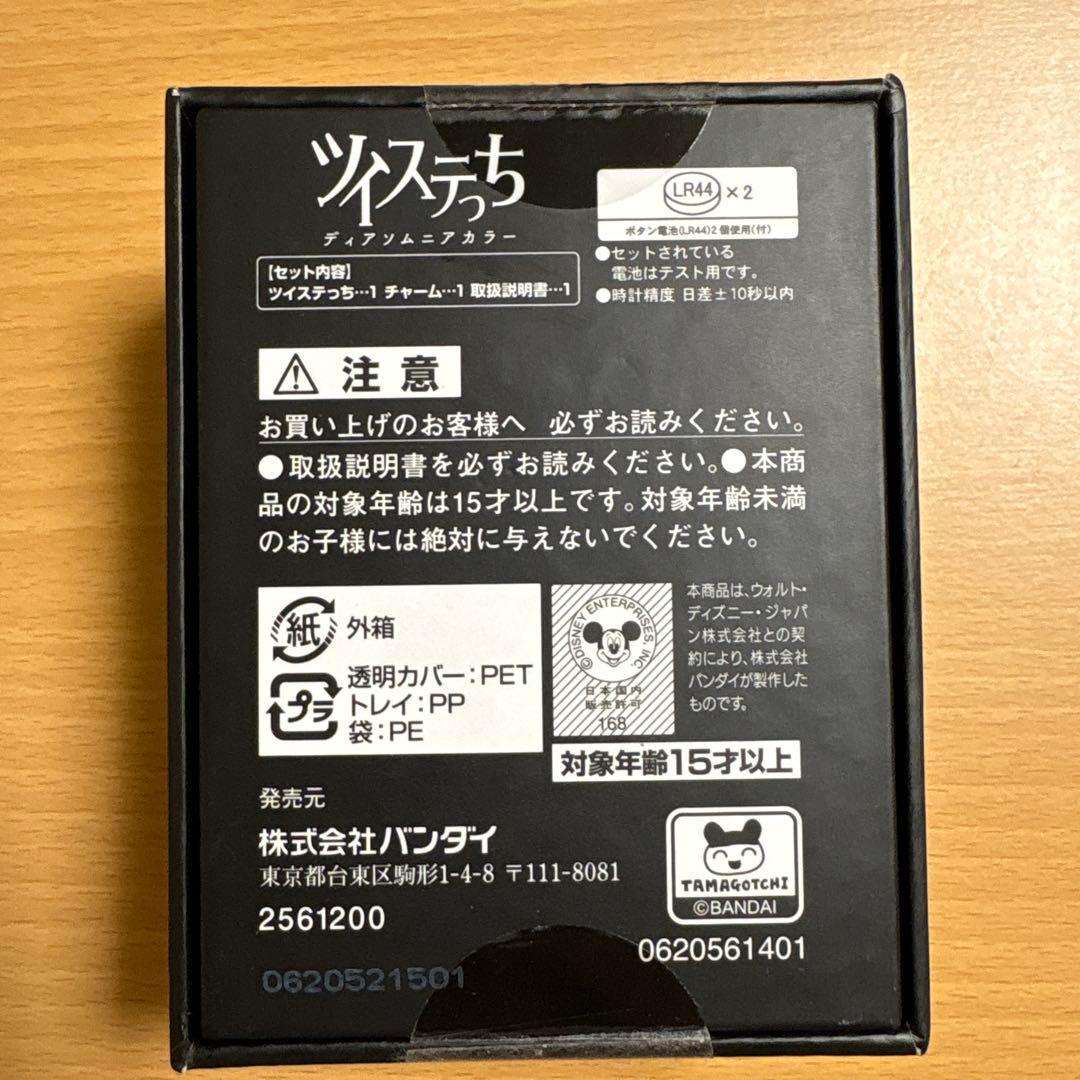 ツイステっち
ディアソムニアカラー
【セット内容】
ツイステっち…1 チャーム…1 取扱説明書…1
LR44 ×2
ボタン電池(LR44)2個使用(付)
●セットされている
電池はテスト用です。
●時計精度 日差±10秒以内
注意
お買い上げのお客様へ 必ずお読みください。
●取扱説明書を必ずお読みください。●本商
品の対象年齢は15才以上です。対象年齢未満
のお子様には絶対に与えないでください。
紙 外箱
プラ
透明カバー:PET
トレイ:PP
袋:PE
©DISNEY ENTERPRISES, INC.
日本国内
販売許可
168
本商品は、ウォルト・
ディズニー・ジャパ
ン株式会社との契
約により、株式会社
バンダイが製作した
ものです。
対象年齢15才以上
発売元
株式会社バンダイ
東京都台東区駒形1-4-8 〒111-8081
2561200
0620521501
TAMAGOTCHI
©BANDAI
0620561401